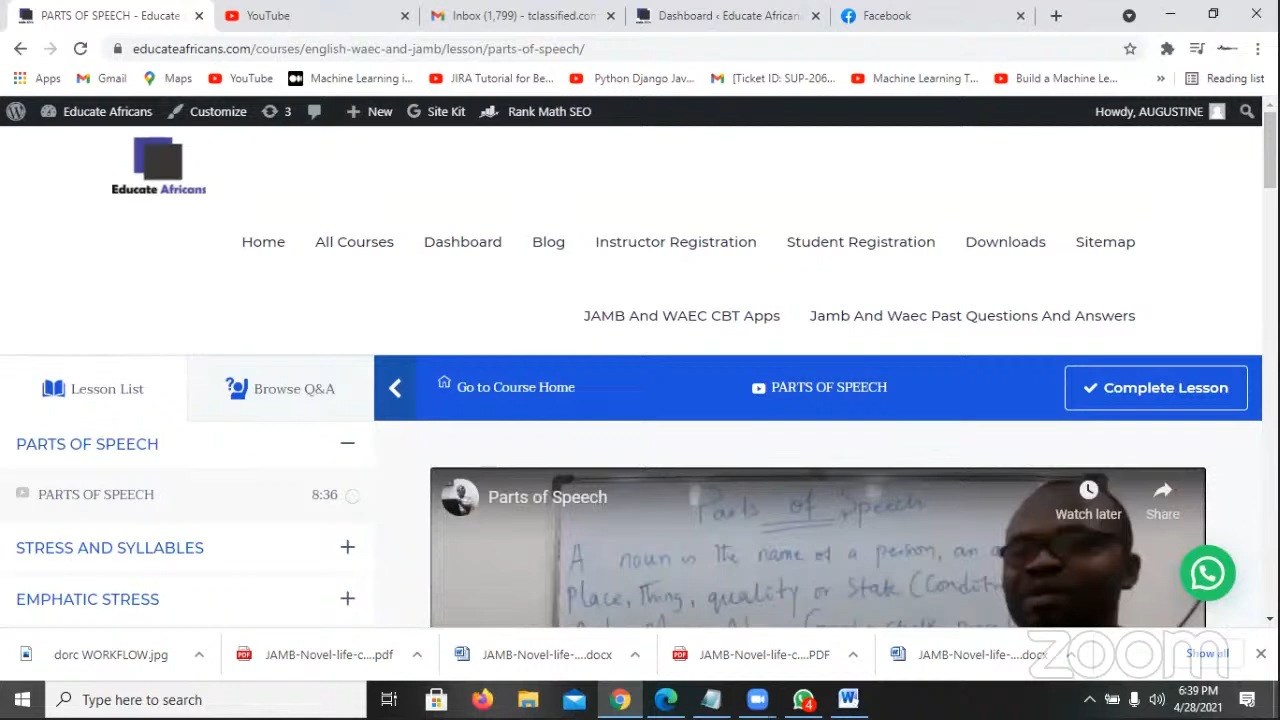 PARTS OF SPEECH - Educate
YouTube
Inbox (1,799) - tclassified.com
Dashboard ‹ Educate Africans
Facebook
educateafricans.com/courses/english-waec-and-jamb/lesson/parts-of-speech/
Apps
Gmail
Maps
YouTube
Machine Learning i...
JIRA Tutorial for Be...
Python Django Jav...
[Ticket ID: SUP-206...
Machine Learning T...
Build a Machine Le...
»
Reading list
Educate Africans
Customize
3
New
Site Kit
Rank Math SEO
Howdy, AUGUSTINE
Educate Africans
Home
All Courses
Dashboard
Blog
Instructor Registration
Student Registration
Downloads
Sitemap
JAMB And WAEC CBT Apps
Jamb And Waec Past Questions And Answers
Lesson List
Browse Q&A
Go to Course Home
PARTS OF SPEECH
Complete Lesson
PARTS OF SPEECH
PARTS OF SPEECH
8:36
STRESS AND SYLLABLES
EMPHATIC STRESS
Parts of Speech
Watch later
Share
Parts of Speech
A noun is the name of a person, an
place, thing, quality or State
dorc WORKFLOW.jpg
JAMB-Novel-life-c....pdf
JAMB-Novel-life-....docx
JAMB-Novel-life-c....PDF
JAMB-Novel-life-....docx
Show all
zoom
Type here to search
4
6:39 PM
4/28/2021